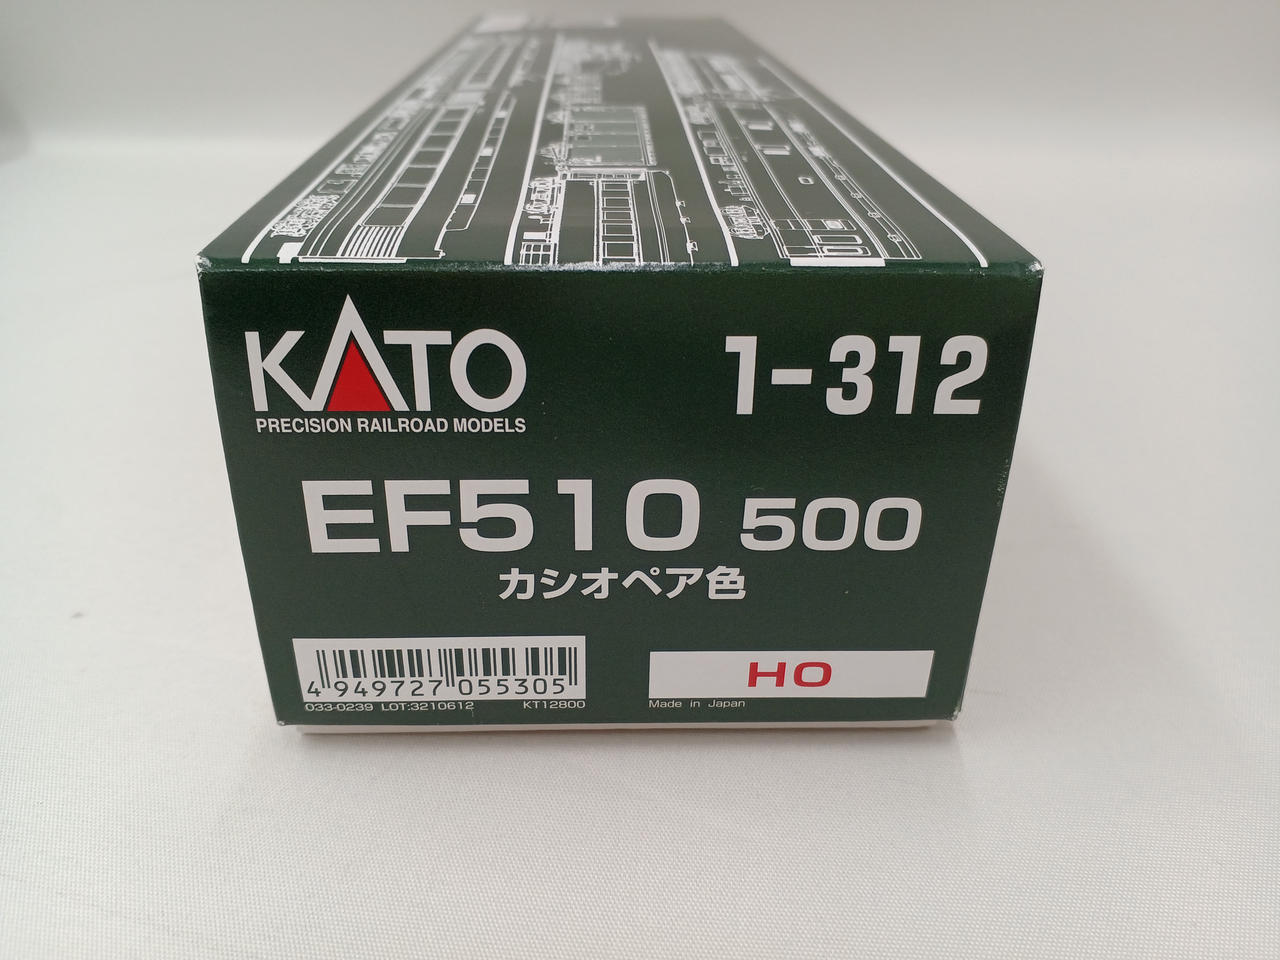 KATO
PRECISION RAILROAD MODELS
1-312
EF510 500
カシオペア色
4 949727 055305
033-0239 LOT:3210612 KT12800
HO
Made in Japan